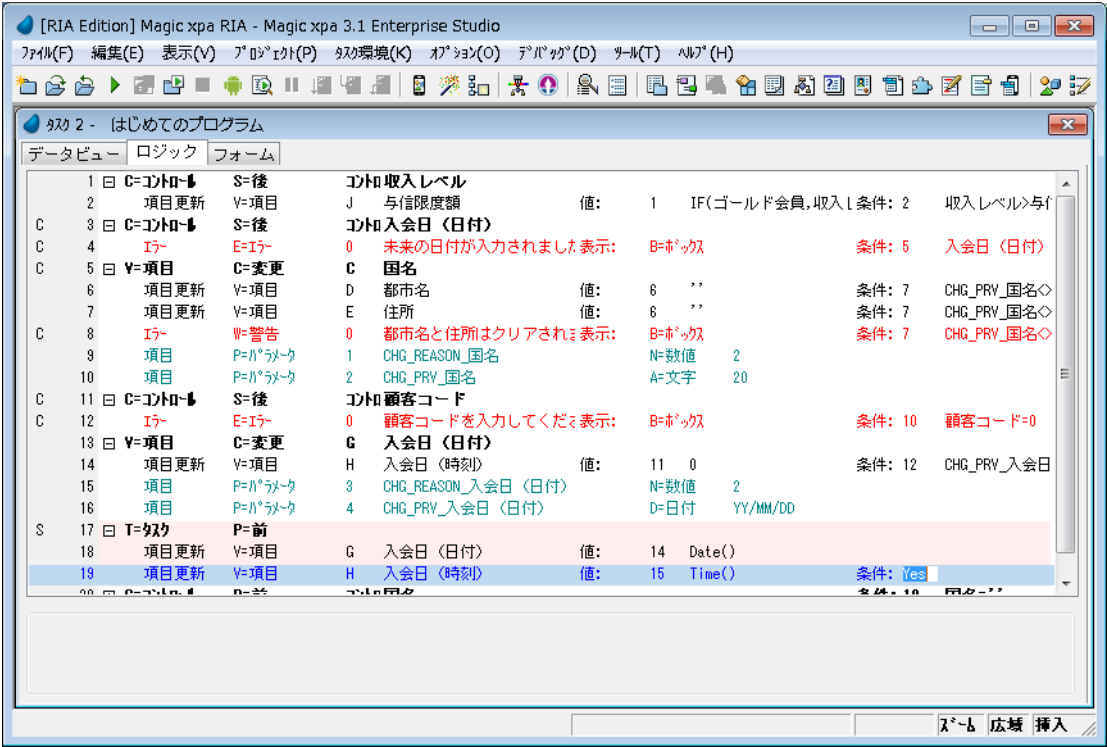 [RIA Edition] Magic xpa RIA - Magic xpa 3.1 Enterprise Studio
ﾌｧｲﾙ(F) 編集(E) 表示(V) ﾌﾟﾛｼﾞｪｸﾄ(P) ﾀｽｸ環境(K) ｵﾌﾟｼｮﾝ(O) ﾃﾞﾊﾞｯｸﾞ(D) ﾂｰﾙ(T) ﾍﾙﾌﾟ(H)
ﾀｽｸ 2 - はじめてのプログラム
データビュー ロジック フォーム
1 C=ｺﾝﾄﾛｰﾙ S=後 ｺﾝﾄﾛ 収入レベル
2 項目更新 V=項目 J 与信限度額 値: 1 IF(ゴールド会員,収入 条件: 2 収入レベル>与
C 3 C=ｺﾝﾄﾛｰﾙ S=後 ｺﾝﾄﾛ 入会日（日付）
C 4 ｴﾗｰ E=ｴﾗｰ 0 未来の日付が入力されました 表示: B=ﾎﾞｯｸｽ 条件: 5 入会日（日付）
C 5 V=項目 C=変更 C 国名
6 項目更新 V=項目 D 都市名 値: 6 '' 条件: 7 CHG_PRV_国名<>
7 項目更新 V=項目 E 住所 値: 6 '' 条件: 7 CHG_PRV_国名<>
C 8 ｴﾗｰ W=警告 0 都市名と住所はクリアされ 表示: B=ﾎﾞｯｸｽ 条件: 7 CHG_PRV_国名<>
9 項目 P=ﾊﾟﾗﾒｰﾀ 1 CHG_REASON_国名 N=数値 2
10 項目 P=ﾊﾟﾗﾒｰﾀ 2 CHG_PRV_国名 A=文字 20
C 11 C=ｺﾝﾄﾛｰﾙ S=後 ｺﾝﾄﾛ 顧客コード
C 12 ｴﾗｰ E=ｴﾗｰ 0 顧客コードを入力してくだ 表示: B=ﾎﾞｯｸｽ 条件: 10 顧客コード=0
13 V=項目 C=変更 G 入会日（日付）
14 項目更新 V=項目 H 入会日（時刻） 値: 11 0 条件: 12 CHG_PRV_入会日
15 項目 P=ﾊﾟﾗﾒｰﾀ 3 CHG_REASON_入会日（日付） N=数値 2
16 項目 P=ﾊﾟﾗﾒｰﾀ 4 CHG_PRV_入会日（日付） D=日付 YY/MM/DD
S 17 T=ﾀｽｸ P=前
18 項目更新 V=項目 G 入会日（日付） 値: 14 Date()
19 項目更新 V=項目 H 入会日（時刻） 値: 15 Time() 条件: Yes
ｽﾞｰﾑ 広域 挿入